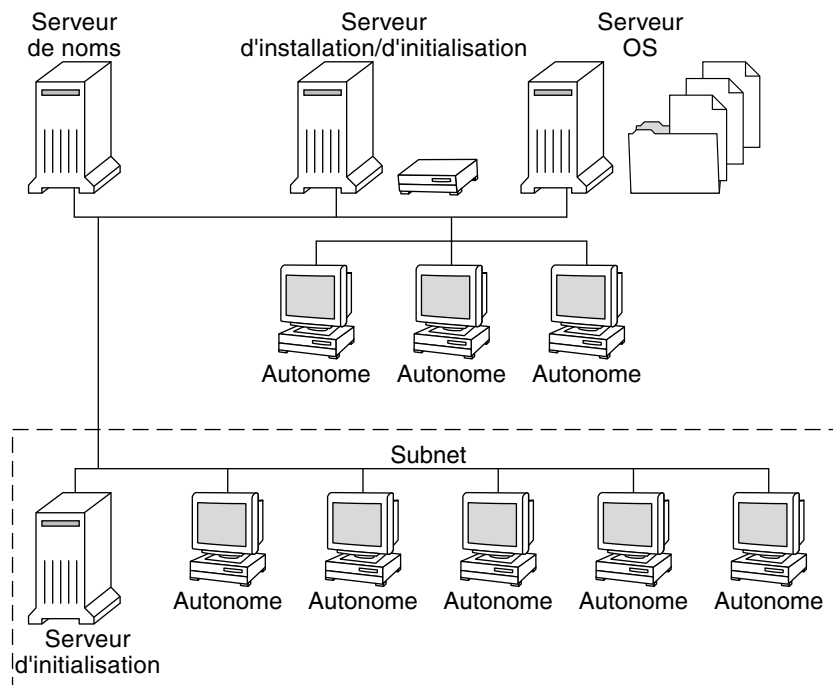 Serveur
de noms
Serveur
d'installation/d'initialisation
Serveur
OS
Autonome
Autonome
Autonome
Subnet
Serveur
d'initialisation
Autonome
Autonome
Autonome
Autonome
Autonome